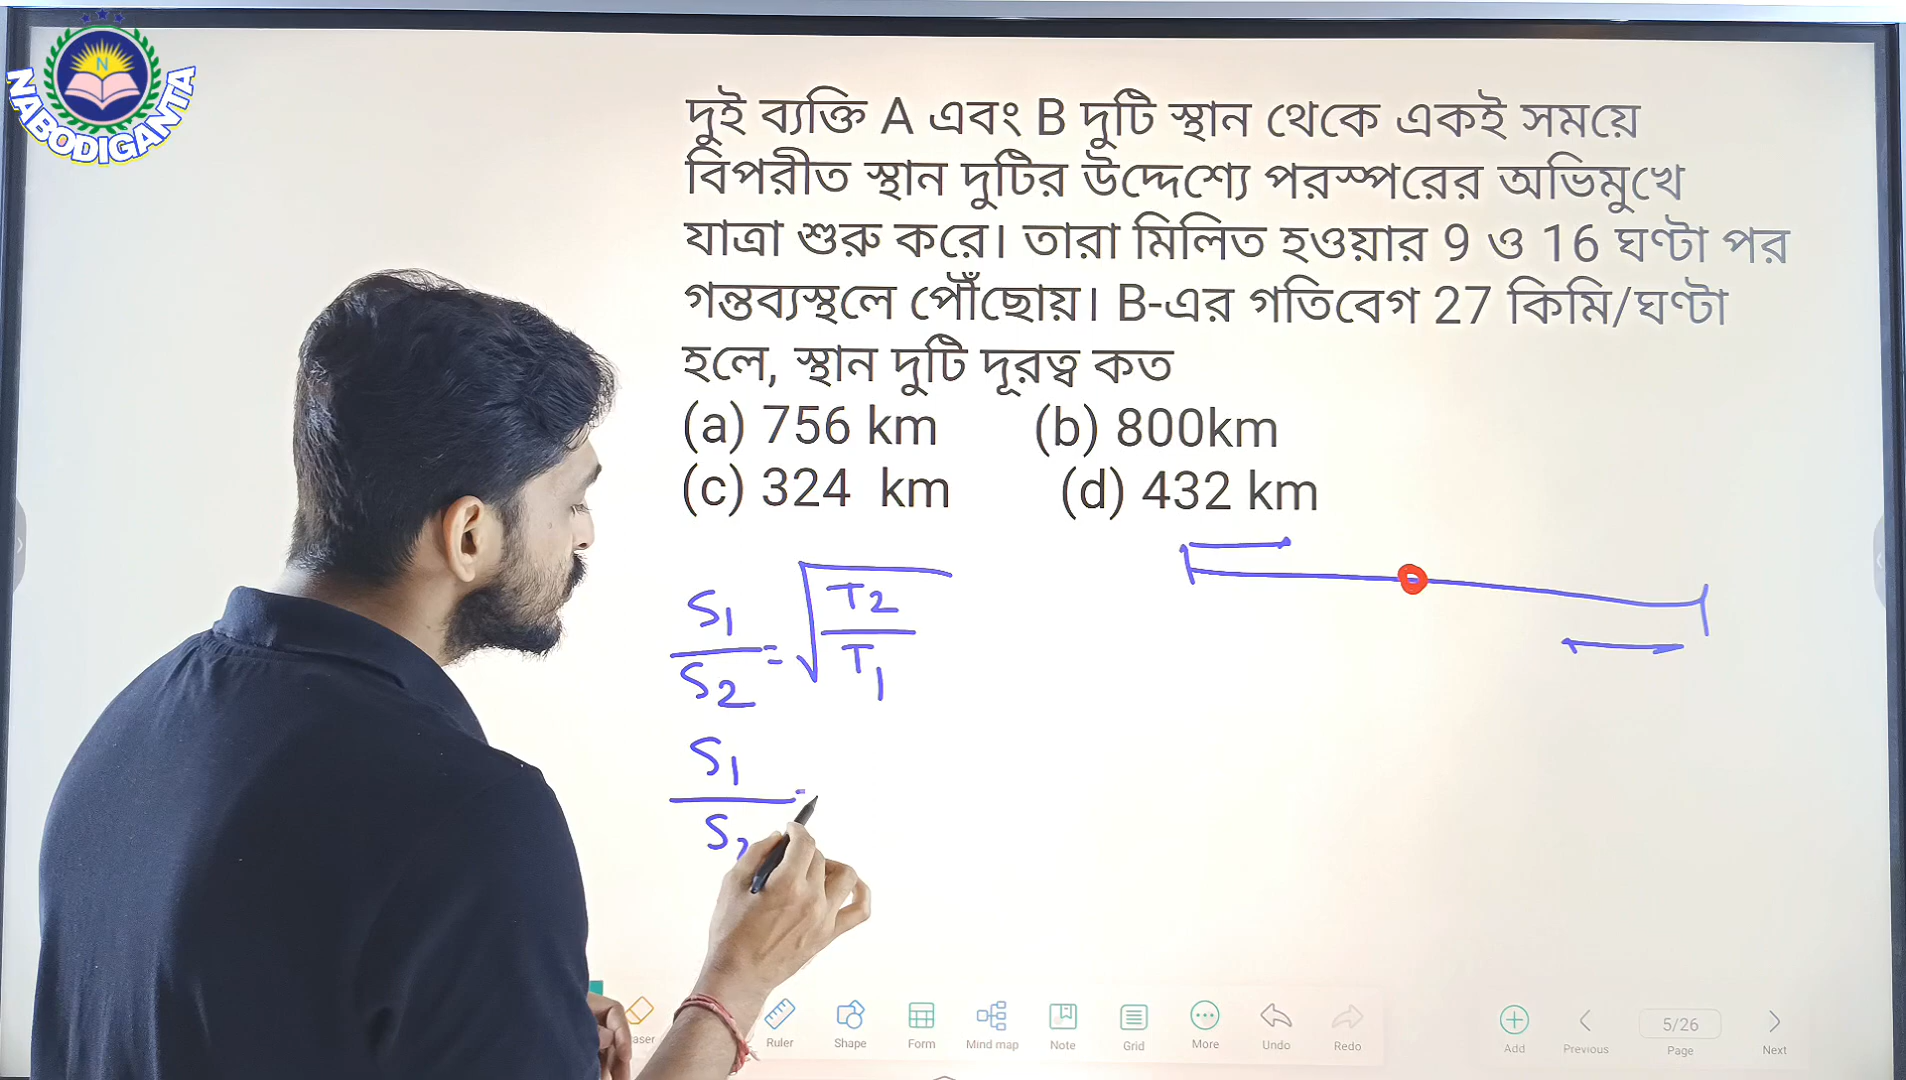 NABODIGANTA
N
দুই ব্যক্তি A এবং B দুটি স্থান থেকে একই সময়ে
বিপরীত স্থান দুটির উদ্দেশ্যে পরস্পরের অভিমুখে
যাত্রা শুরু করে। তারা মিলিত হওয়ার 9 ও 16 ঘণ্টা পর
গন্তব্যস্থলে পৌঁছোয়। B-এর গতিবেগ 27 কিমি/ঘণ্টা
হলে, স্থান দুটি দূরত্ব কত
(a) 756 km (b) 800km
(c) 324 km (d) 432 km
S1/S2 = √(T2/T1)
S1/S2 =
Ruler Shape Form Mind map Note Grid More Undo Redo Add Previous 5/26 Page Next